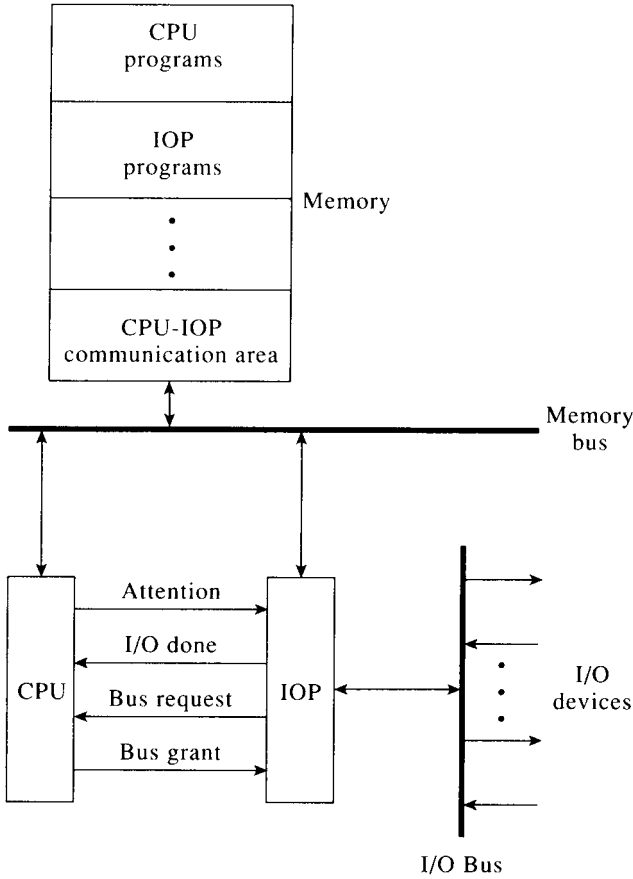 CPU
programs
IOP
programs
Memory
CPU-IOP
communication area
Memory
bus
Attention
I/O done
CPU
Bus request
IOP
Bus grant
I/O
devices
I/O Bus